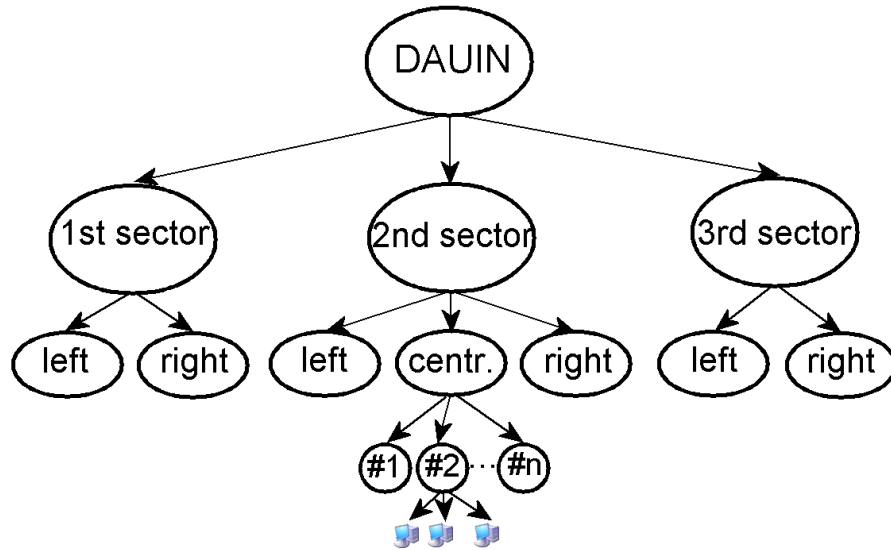 DAUIN
1st sector
2nd sector
3rd sector
left
right
left
centr.
right
left
right
#1
#2
...
#n